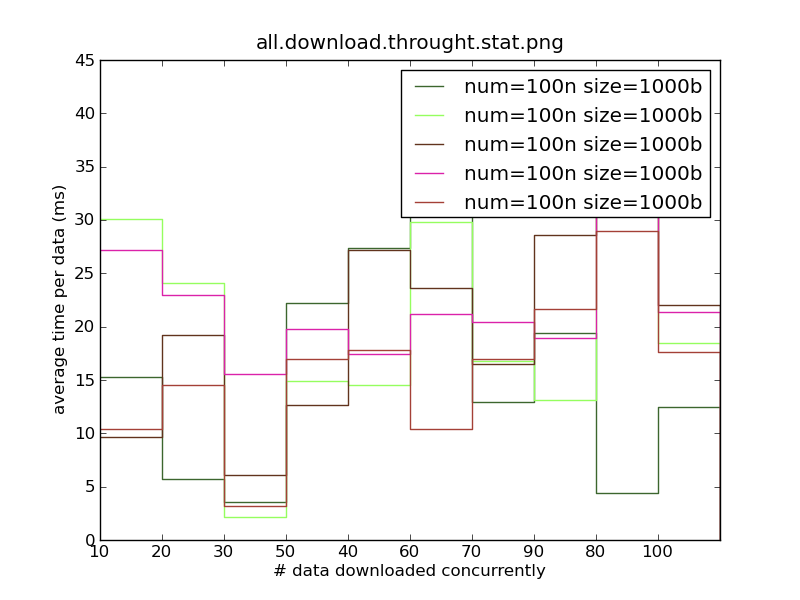 all.download.throught.stat.png
45
40
35
30
25
20
15
10
5
0
average time per data (ms)
num=100n size=1000b
num=100n size=1000b
num=100n size=1000b
num=100n size=1000b
num=100n size=1000b
10 20 30 50 40 60 70 90 80 100
# data downloaded concurrently